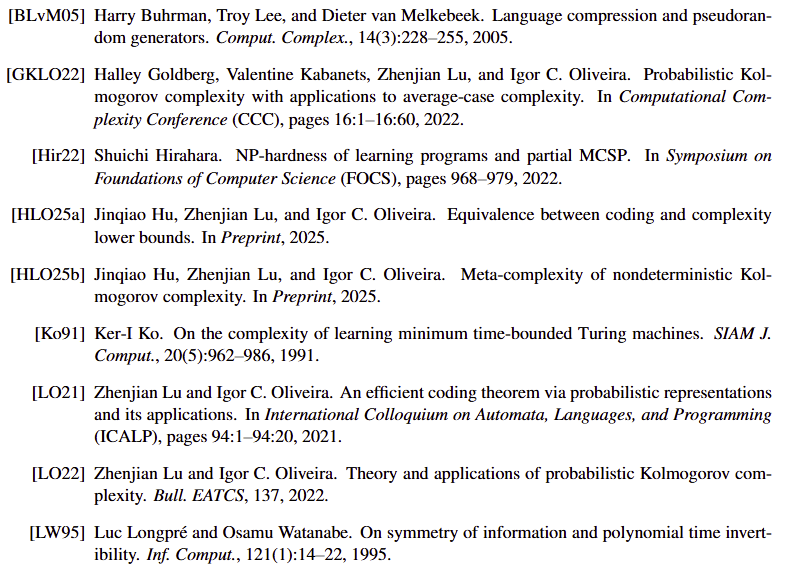 [BLvM05] Harry Buhrman, Troy Lee, and Dieter van Melkebeek. Language compression and pseudoran-
dom generators. Comput. Complex., 14(3):228–255, 2005.
[GKLO22] Halley Goldberg, Valentine Kabanets, Zhenjian Lu, and Igor C. Oliveira. Probabilistic Kol-
mogorov complexity with applications to average-case complexity. In Computational Com-
plexity Conference (CCC), pages 16:1–16:60, 2022.
[Hir22] Shuichi Hirahara. NP-hardness of learning programs and partial MCSP. In Symposium on
Foundations of Computer Science (FOCS), pages 968–979, 2022.
[HLO25a] Jinqiao Hu, Zhenjian Lu, and Igor C. Oliveira. Equivalence between coding and complexity
lower bounds. In Preprint, 2025.
[HLO25b] Jinqiao Hu, Zhenjian Lu, and Igor C. Oliveira. Meta-complexity of nondeterministic Kol-
mogorov complexity. In Preprint, 2025.
[Ko91] Ker-I Ko. On the complexity of learning minimum time-bounded Turing machines. SIAM J.
Comput., 20(5):962–986, 1991.
[LO21] Zhenjian Lu and Igor C. Oliveira. An efficient coding theorem via probabilistic representations
and its applications. In International Colloquium on Automata, Languages, and Programming
(ICALP), pages 94:1–94:20, 2021.
[LO22] Zhenjian Lu and Igor C. Oliveira. Theory and applications of probabilistic Kolmogorov com-
plexity. Bull. EATCS, 137, 2022.
[LW95] Luc Longpré and Osamu Watanabe. On symmetry of information and polynomial time invert-
ibility. Inf. Comput., 121(1):14–22, 1995.